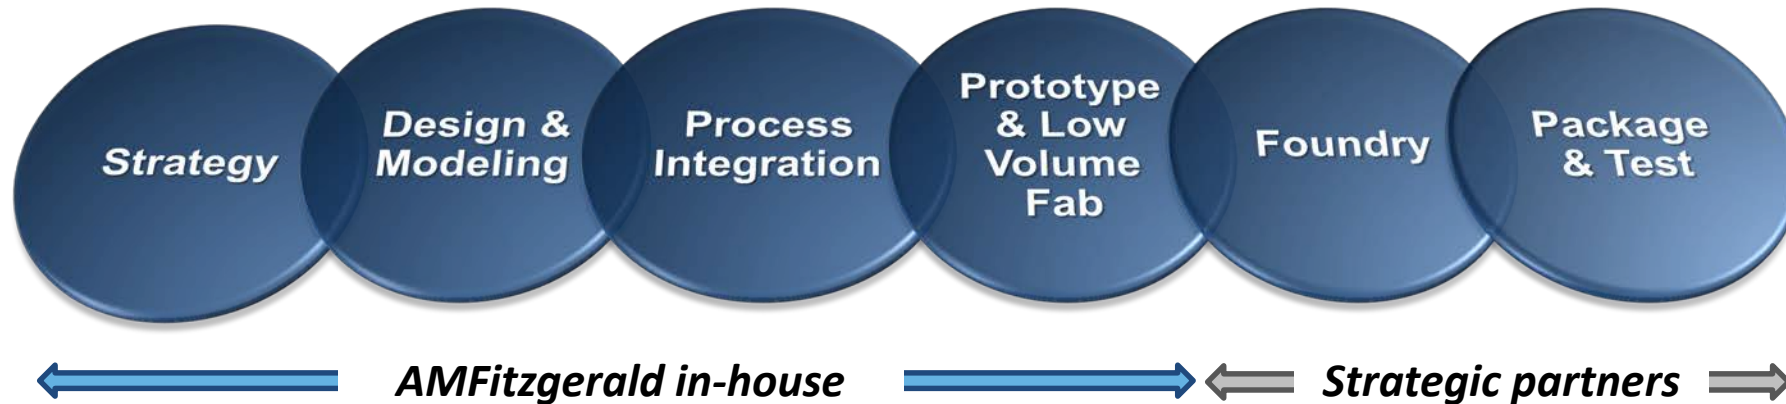 Strategy
Design &
Modeling
Process
Integration
Prototype
& Low
Volume
Fab
Foundry
Package
& Test
AMFitzgerald in-house
Strategic partners